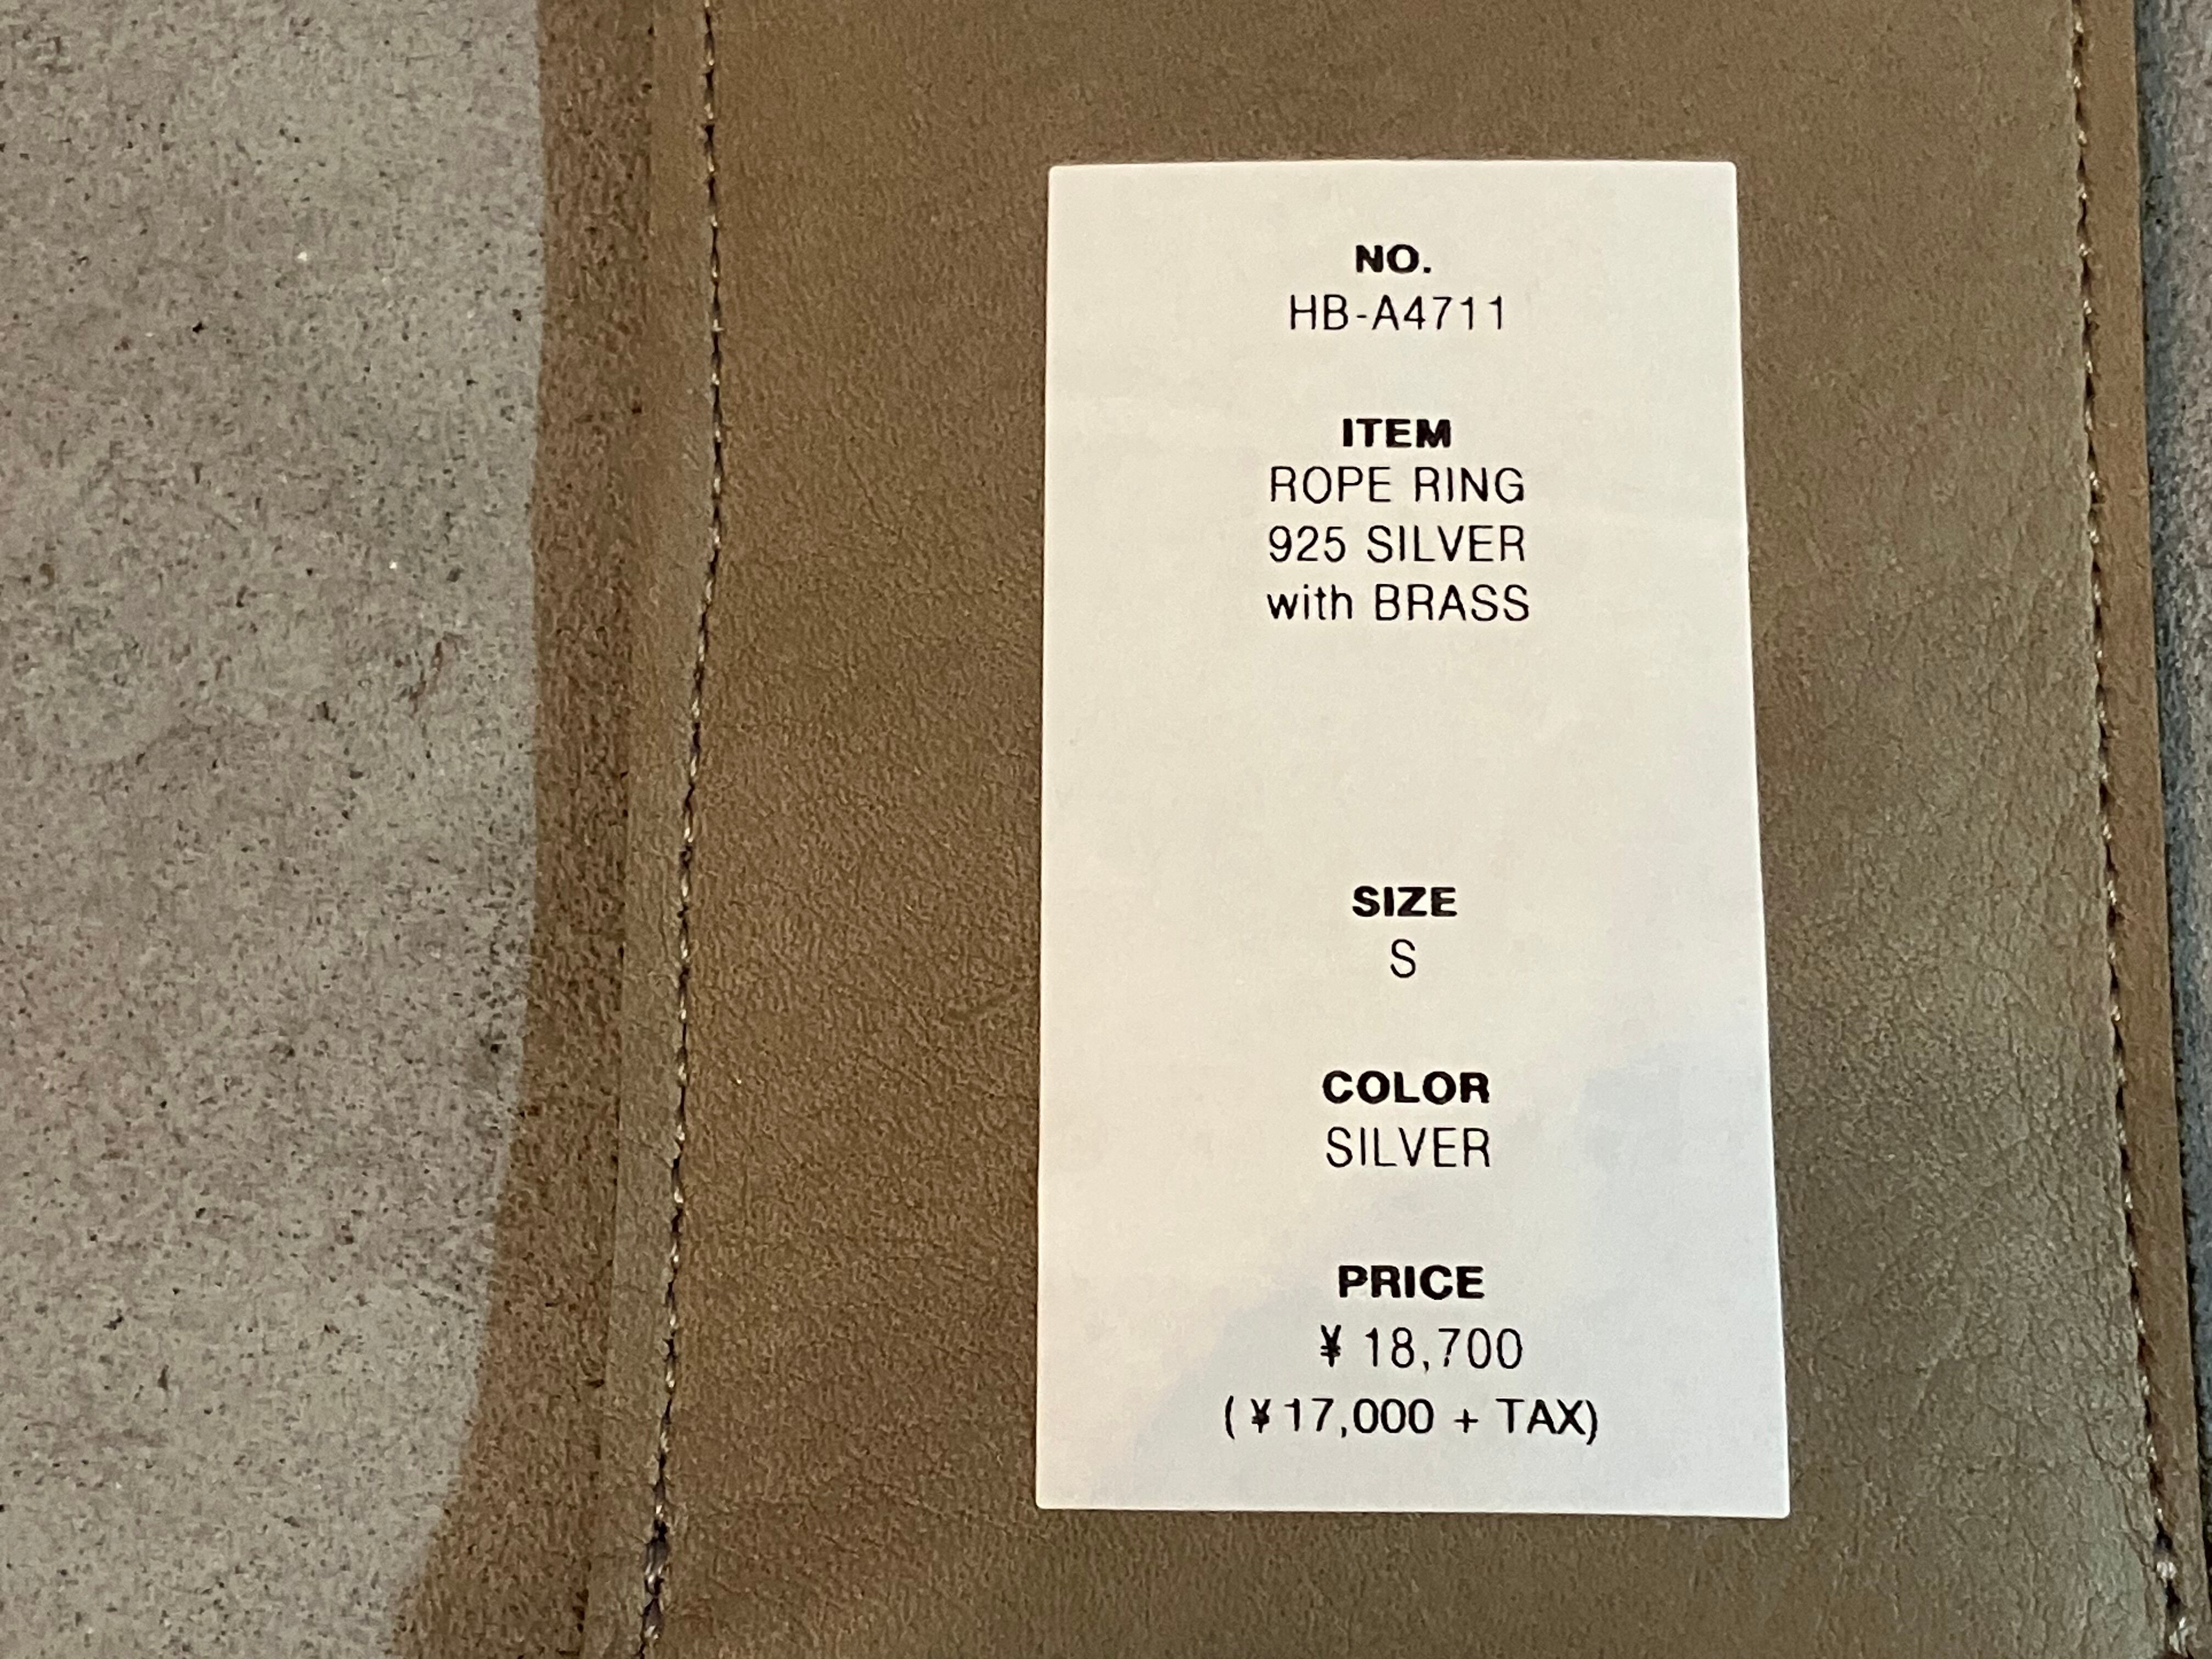 NO.
HB-A4711
ITEM
ROPE RING
925 SILVER
with BRASS
SIZE
S
COLOR
SILVER
PRICE
¥ 18,700
(¥17,000 + TAX)